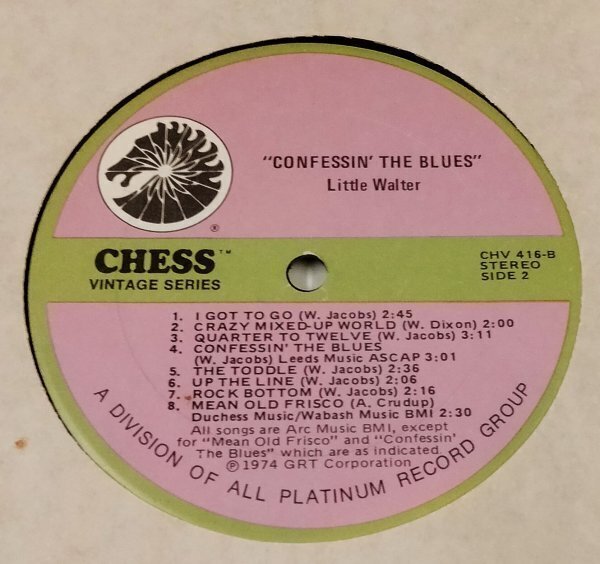 "CONFESSIN' THE BLUES"
Little Walter
®
CHESS™
VINTAGE SERIES
CHV 416-B
STEREO
SIDE 2
1. I GOT TO GO (W. Jacobs) 2:45
2. CRAZY MIXED-UP WORLD (W. Dixon) 2:00
3. QUARTER TO TWELVE (W. Jacobs) 3:11
4. CONFESSIN' THE BLUES
(W. Jacobs) Leeds Music ASCAP 3:01
5. THE TODDLE (W. Jacobs) 2:36
6. UP THE LINE (W. Jacobs) 2:06
7. ROCK BOTTOM (W. Jacobs) 2:16
8. MEAN OLD FRISCO (A. Crudup)
Duchess Music/Wabash Music BMI 2:30
All songs are Arc Music BMI, except
for "Mean Old Frisco" and "Confessin'
The Blues" which are as indicated.
℗1974 GRT Corporation
A DIVISION OF ALL PLATINUM RECORD GROUP